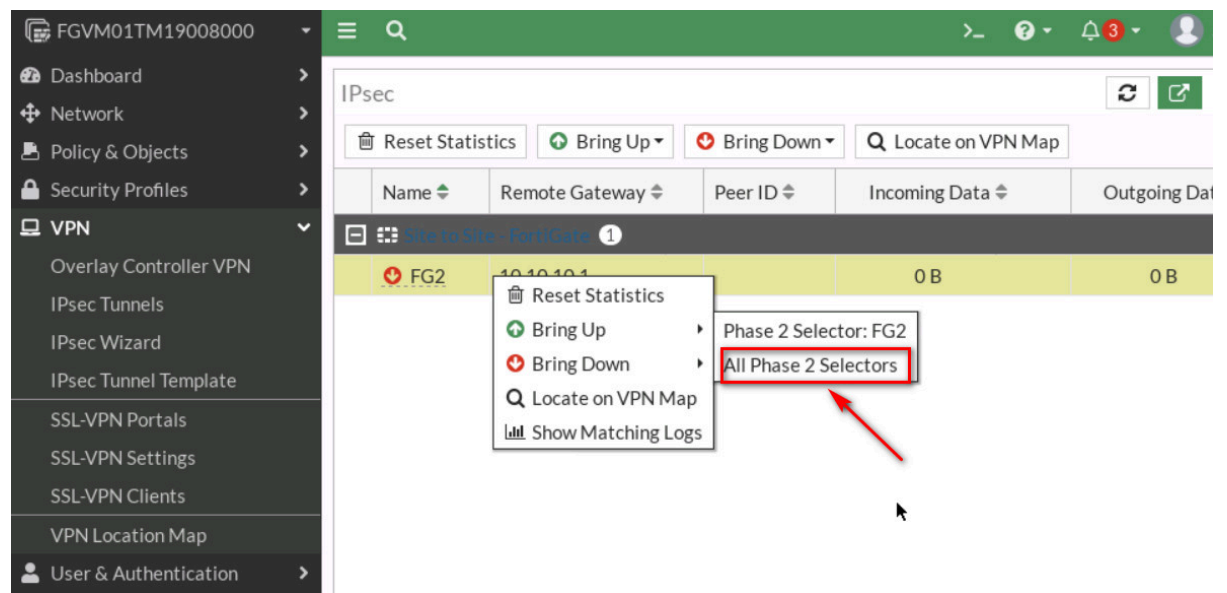 FGVM01TM19008000
3
Dashboard
Network
Policy & Objects
Security Profiles
VPN
Overlay Controller VPN
IPsec Tunnels
IPsec Wizard
IPsec Tunnel Template
SSL-VPN Portals
SSL-VPN Settings
SSL-VPN Clients
VPN Location Map
User & Authentication
IPsec
Reset Statistics Bring Up Bring Down Locate on VPN Map
Name Remote Gateway Peer ID Incoming Data Outgoing Dat
Site to Site - FortiGate 1
FG2 10.10.10.1 0 B 0 B
Reset Statistics
Bring Up
Bring Down
Locate on VPN Map
Show Matching Logs
Phase 2 Selector: FG2
All Phase 2 Selectors